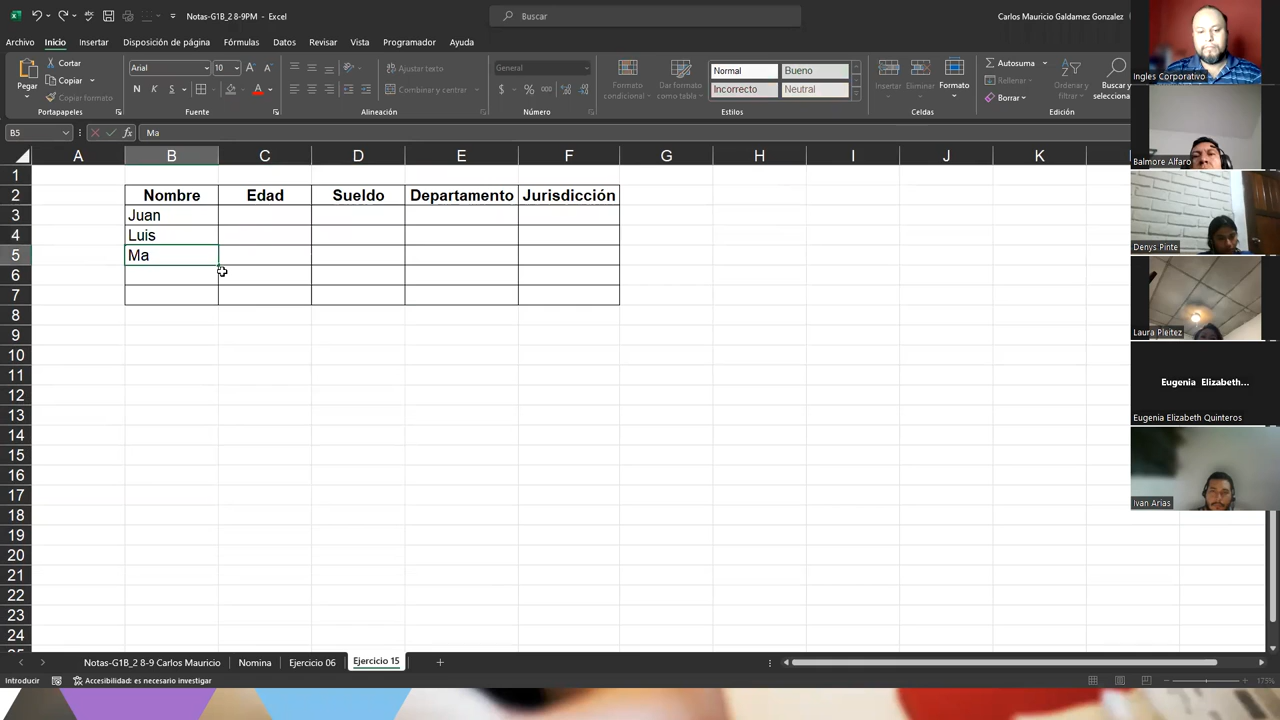 Notas-G1B_2 8-9PM - Excel
Buscar
Carlos Mauricio Galdamez Gonzalez
Archivo Inicio Insertar Disposición de página Fórmulas Datos Revisar Vista Programador Ayuda
Pegar
Cortar
Copiar
Copiar formato
Portapapeles
Arial 10
N K S
Fuente
Ajustar texto
Combinar y centrar
Alineación
General
Número
Formato condicional
Dar formato como tabla
Normal Bueno
Incorrecto Neutral
Estilos
Insertar Eliminar Formato
Celdas
Autosuma
Rellenar
Borrar
Ordenar y filtrar
Buscar y selecciona
Edición
B5 fx Ma
A B C D E F G H I J K
1
2 Nombre Edad Sueldo Departamento Jurisdicción
3 Juan
4 Luis
5 Ma
6
7
8
9
10
11
12
13
14
15
16
17
18
19
20
21
22
23
24
Ingles Corporativo
Balmore Alfaro
Denys Pinte
Laura Pleitez
Eugenia Elizabeth...
Eugenia Elizabeth Quinteros
Ivan Arias
Notas-G1B_2 8-9 Carlos Mauricio Nomina Ejercicio 06 Ejercicio 15
Introducir Accesibilidad: es necesario investigar 175%